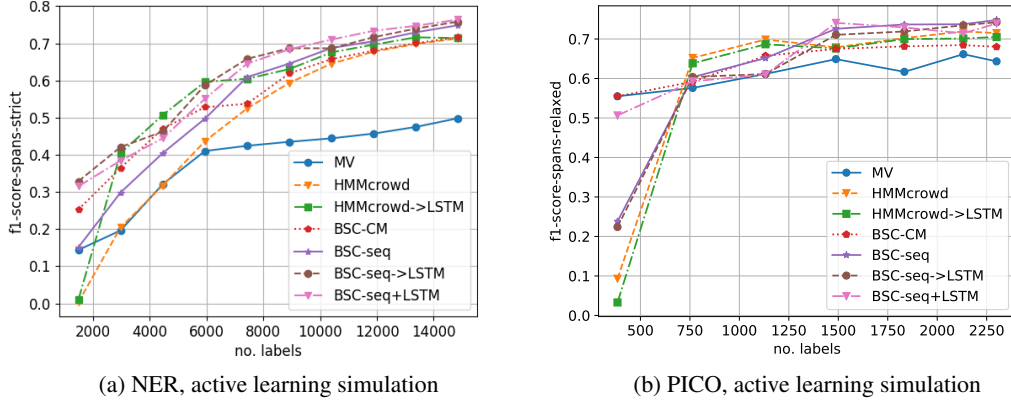 0.8
0.7
0.6
0.5
0.4
0.3
0.2
0.1
0.0
f1-score-spans-strict
2000 4000 6000 8000 10000 12000 14000
no. labels
MV
HMMcrowd
HMMcrowd->LSTM
BSC-CM
BSC-seq
BSC-seq->LSTM
BSC-seq+LSTM
(a) NER, active learning simulation
0.7
0.6
0.5
0.4
0.3
0.2
0.1
0.0
f1-score-spans-relaxed
500 750 1000 1250 1500 1750 2000 2250
no. labels
MV
HMMcrowd
HMMcrowd->LSTM
BSC-CM
BSC-seq
BSC-seq->LSTM
BSC-seq+LSTM
(b) PICO, active learning simulation